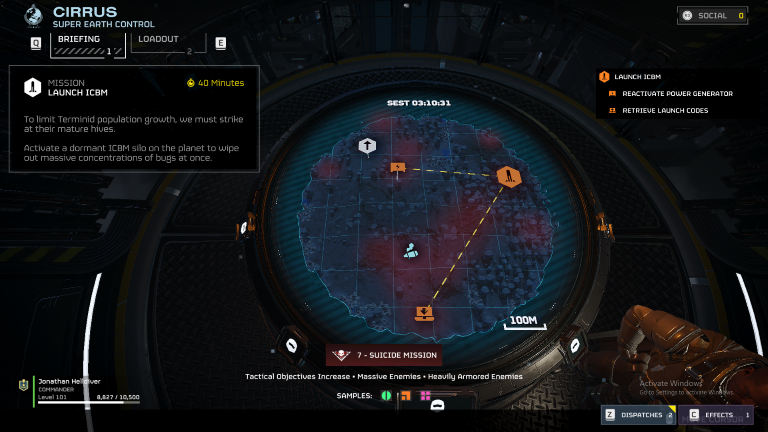 CIRRUS
SUPER EARTH CONTROL
Q
BRIEFING
1
LOADOUT
2
E
SOCIAL 0
MISSION
LAUNCH ICBM
40 Minutes
To limit Terminid population growth, we must strike
at their mature hives.
Activate a dormant ICBM silo on the planet to wipe
out massive concentrations of bugs at once.
LAUNCH ICBM
REACTIVATE POWER GENERATOR
RETRIEVE LAUNCH CODES
SEST 03:10:31
100M
7 - SUICIDE MISSION
Tactical Objectives Increase • Massive Enemies • Heavily Armored Enemies
SAMPLES:
Jonathan Hellciver
COMMANDER
Level 101
8,827 / 10,500
Activate Windows
Go to Settings to activate Windows.
Z DISPATCHES 2
C EFFECTS 1
MOVE CURSOR